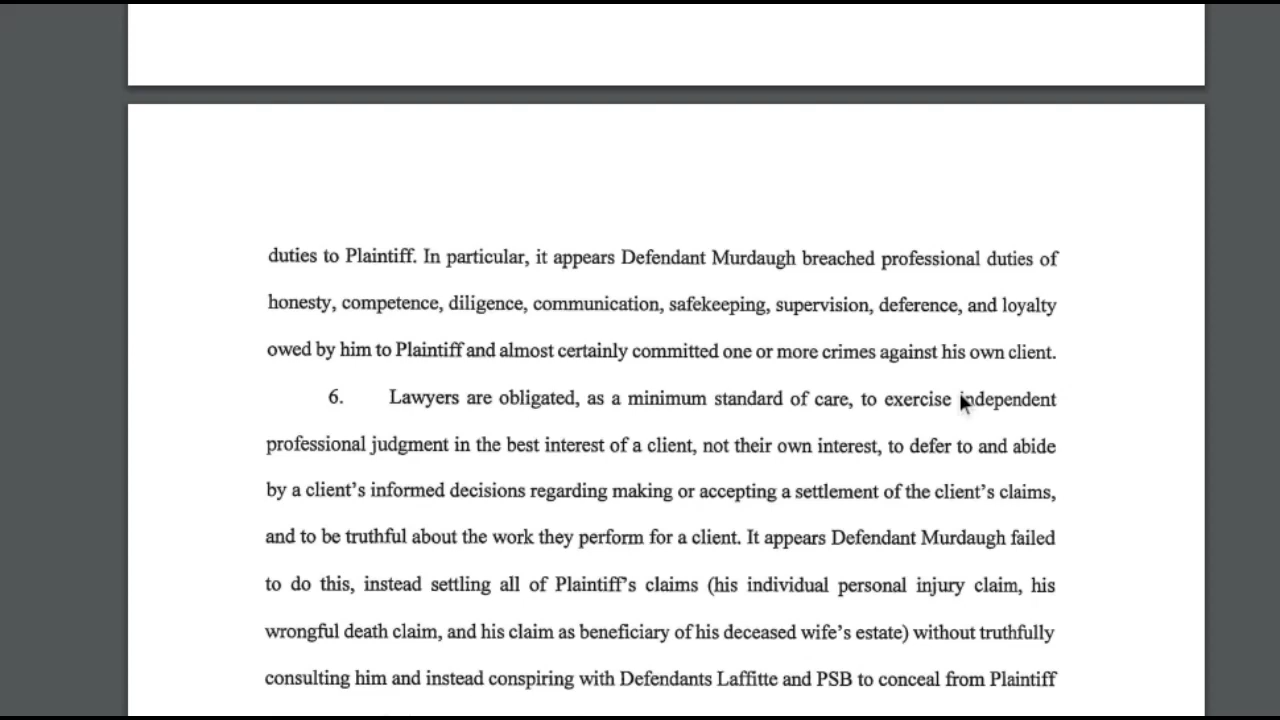 duties to Plaintiff. In particular, it appears Defendant Murdaugh breached professional duties of
honesty, competence, diligence, communication, safekeeping, supervision, deference, and loyalty
owed by him to Plaintiff and almost certainly committed one or more crimes against his own client.
6. Lawyers are obligated, as a minimum standard of care, to exercise independent
professional judgment in the best interest of a client, not their own interest, to defer to and abide
by a client’s informed decisions regarding making or accepting a settlement of the client’s claims,
and to be truthful about the work they perform for a client. It appears Defendant Murdaugh failed
to do this, instead settling all of Plaintiff’s claims (his individual personal injury claim, his
wrongful death claim, and his claim as beneficiary of his deceased wife’s estate) without truthfully
consulting him and instead conspiring with Defendants Laffitte and PSB to conceal from Plaintiff